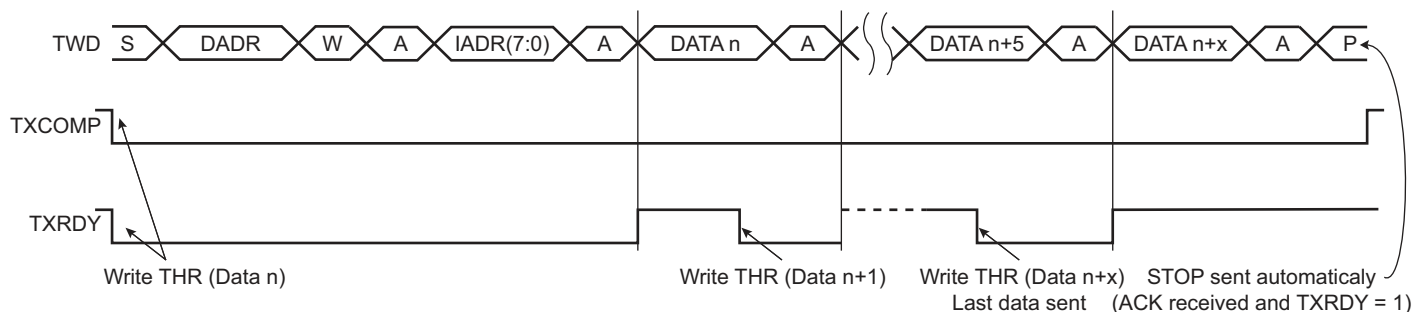 TWD S DADR W A IADR(7:0) A DATA n A DATA n+5 A DATA n+x A P
TXCOMP
TXRDY
Write THR (Data n) Write THR (Data n+1) Write THR (Data n+x) STOP sent automaticaly
Last data sent (ACK received and TXRDY = 1)